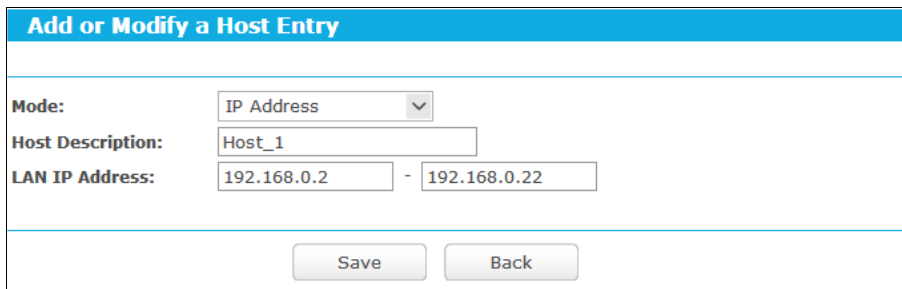 Add or Modify a Host Entry
Mode: IP Address
Host Description: Host_1
LAN IP Address: 192.168.0.2 - 192.168.0.22
Save Back